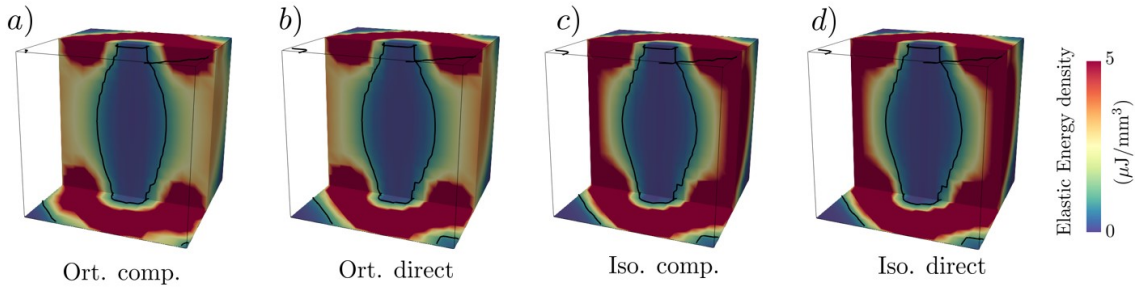 a)
b)
c)
d)
Ort. comp.
Ort. direct
Iso. comp.
Iso. direct
Elastic Energy density
(μJ/mm³)
5
0